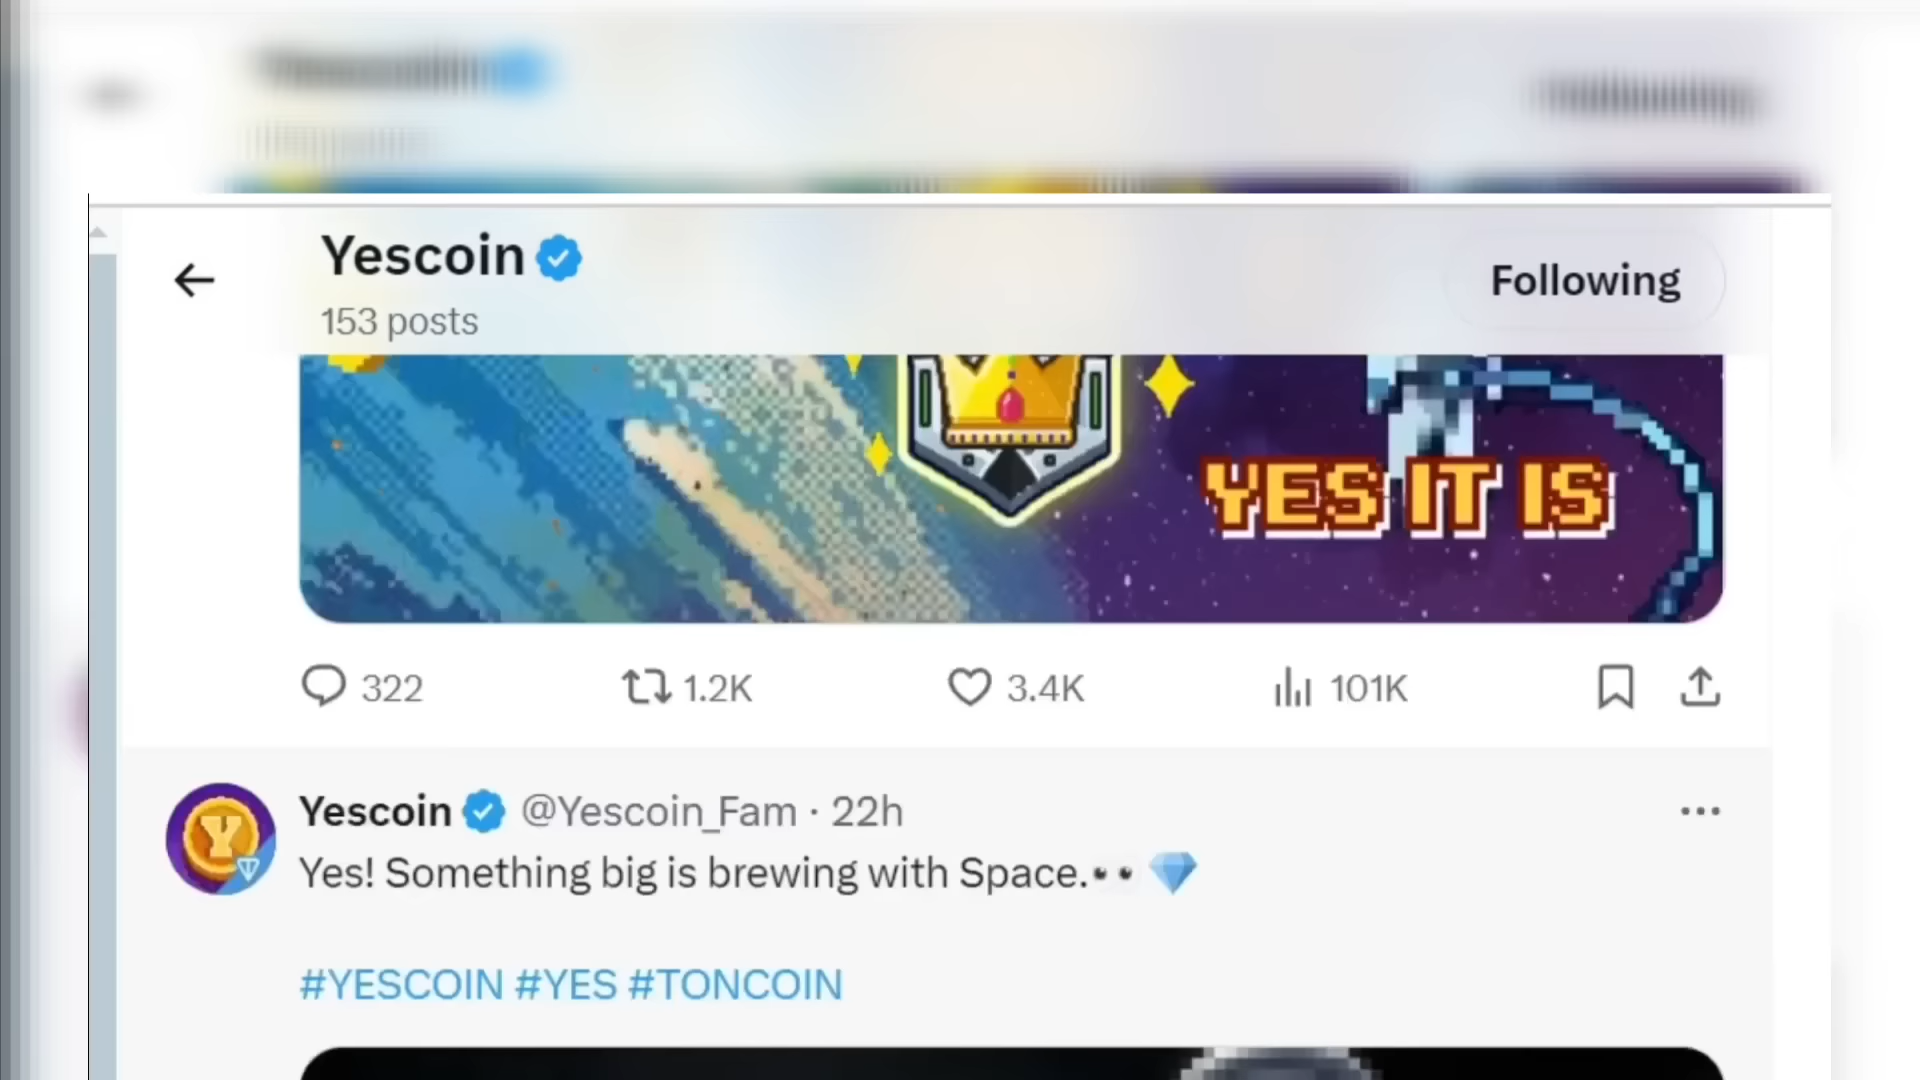 Yescoin
Following
153 posts
YES IT IS
322
1.2K
3.4K
101K
Yescoin @Yescoin_Fam · 22h
Yes! Something big is brewing with Space.👀 💎
#YESCOIN #YES #TONCOIN